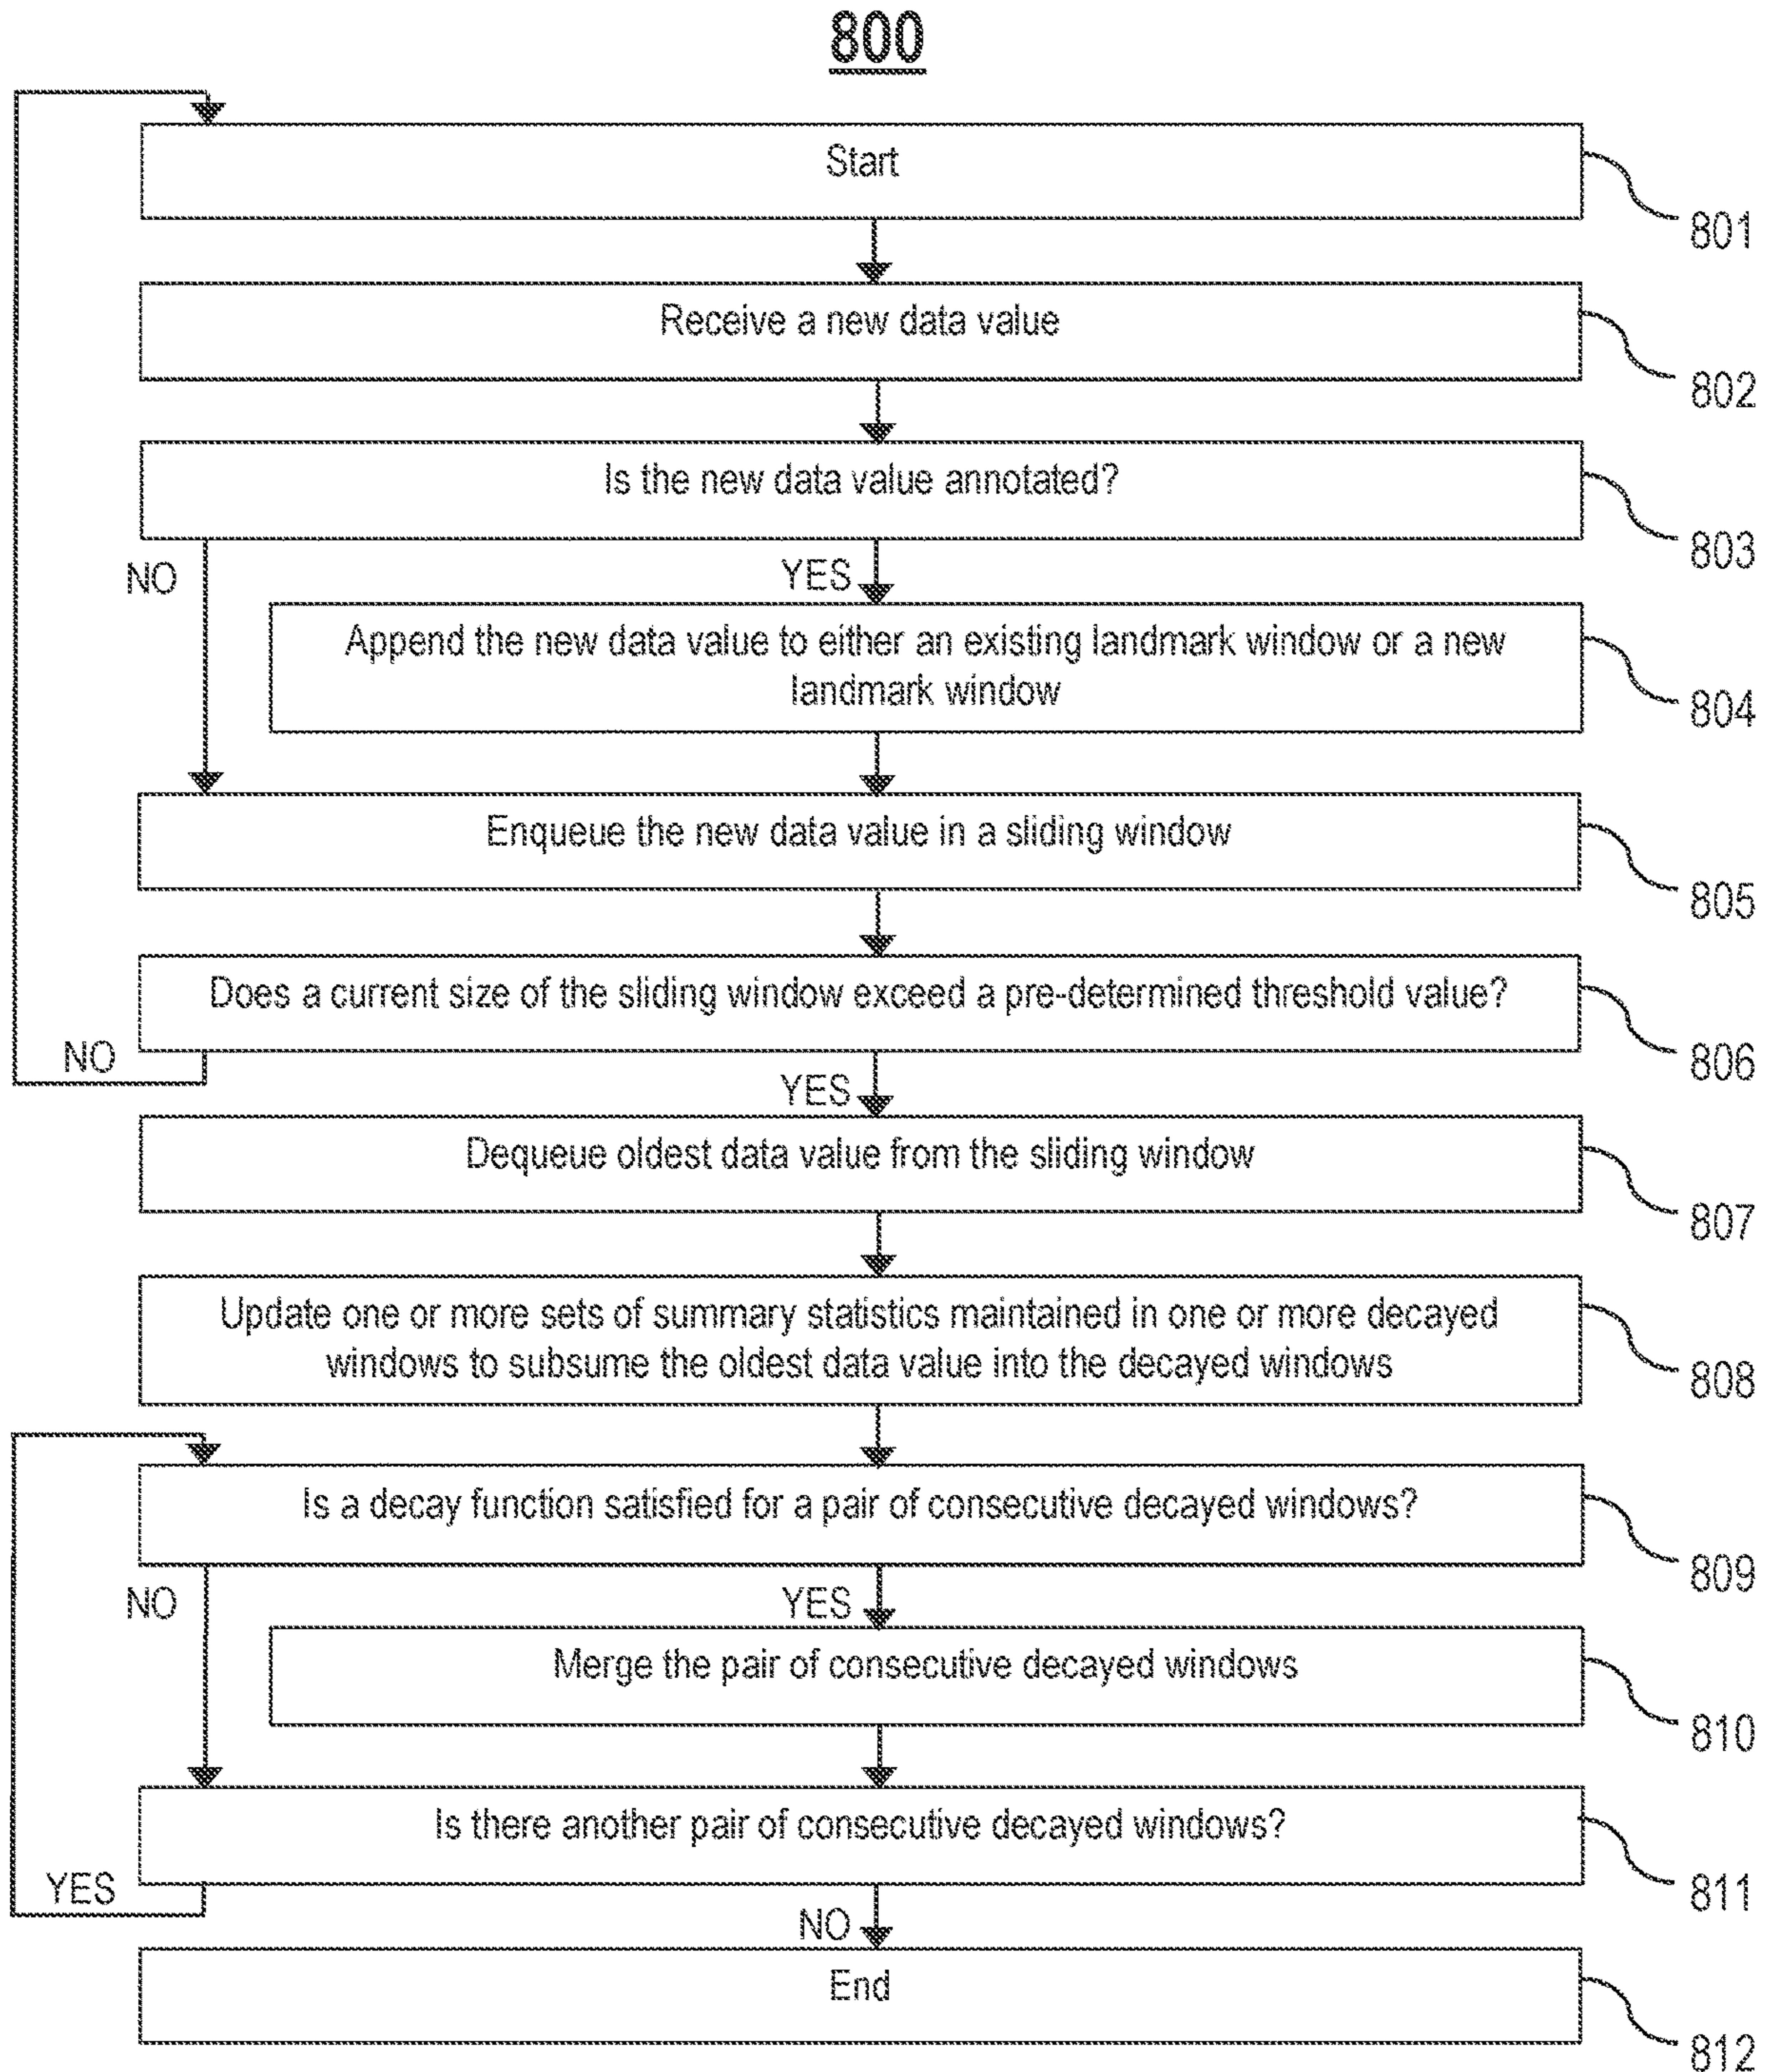 800
Start
801
Receive a new data value
802
Is the new data value annotated?
803
NO
YES
Append the new data value to either an existing landmark window or a new
landmark window
804
Enqueue the new data value in a sliding window
805
Does a current size of the sliding window exceed a pre-determined threshold value?
806
NO
YES
Dequeue oldest data value from the sliding window
807
Update one or more sets of summary statistics maintained in one or more decayed
windows to subsume the oldest data value into the decayed windows
808
Is a decay function satisfied for a pair of consecutive decayed windows?
809
NO
YES
Merge the pair of consecutive decayed windows
810
Is there another pair of consecutive decayed windows?
811
YES
NO
End
812